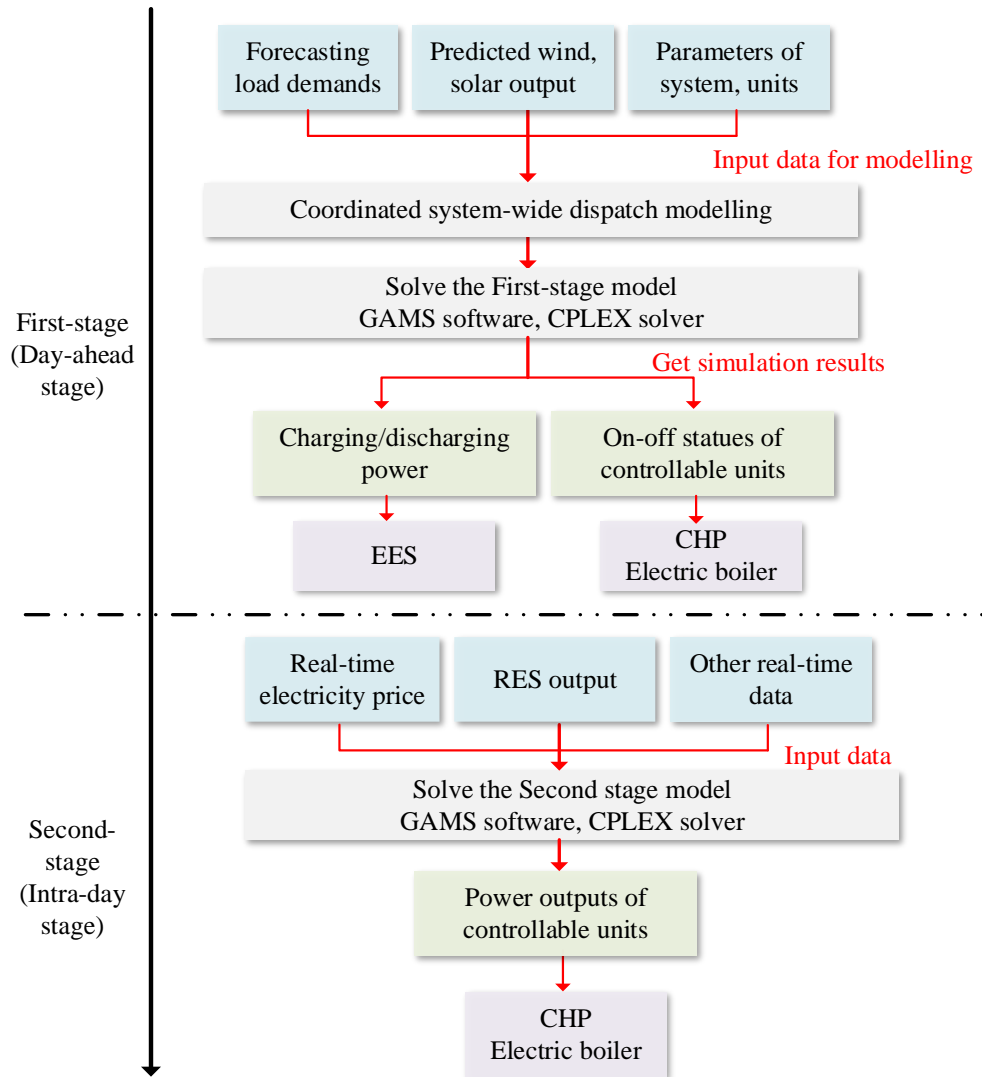 Forecasting
load demands
Predicted wind,
solar output
Parameters of
system, units
Input data for modelling
Coordinated system-wide dispatch modelling
Solve the First-stage model
GAMS software, CPLEX solver
First-stage
(Day-ahead
stage)
Get simulation results
Charging/discharging
power
On-off statues of
controllable units
EES
CHP
Electric boiler
Real-time
electricity price
RES output
Other real-time
data
Input data
Solve the Second stage model
GAMS software, CPLEX solver
Second-
stage
(Intra-day
stage)
Power outputs of
controllable units
CHP
Electric boiler